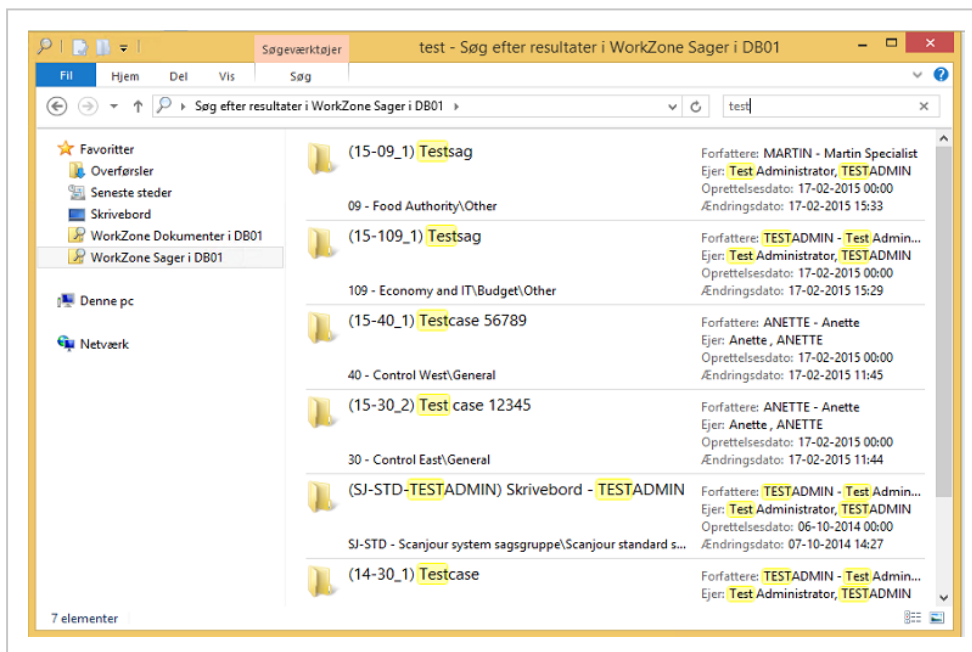 Søgeværktøjer
test - Søg efter resultater i WorkZone Sager i DB01
Fil Hjem Del Vis Søg
Søg efter resultater i WorkZone Sager i DB01
test
Favoritter
Overførsler
Seneste steder
Skrivebord
WorkZone Dokumenter i DB01
WorkZone Sager i DB01
Denne pc
Netværk
(15-09_1) Testsag
09 - Food Authority\Other
Forfattere: MARTIN - Martin Specialist
Ejer: Test Administrator, TESTADMIN
Oprettelsesdato: 17-02-2015 00:00
Ændringsdato: 17-02-2015 15:33
(15-109_1) Testsag
109 - Economy and IT\Budget\Other
Forfattere: TESTADMIN - Test Admin...
Ejer: Test Administrator, TESTADMIN
Oprettelsesdato: 17-02-2015 00:00
Ændringsdato: 17-02-2015 15:29
(15-40_1) Testcase 56789
40 - Control West\General
Forfattere: ANETTE - Anette
Ejer: Anette , ANETTE
Oprettelsesdato: 17-02-2015 00:00
Ændringsdato: 17-02-2015 11:45
(15-30_2) Test case 12345
30 - Control East\General
Forfattere: ANETTE - Anette
Ejer: Anette , ANETTE
Oprettelsesdato: 17-02-2015 00:00
Ændringsdato: 17-02-2015 11:44
(SJ-STD-TESTADMIN) Skrivebord - TESTADMIN
SJ-STD - Scanjour system sagsgruppe\Scanjour standard s...
Forfattere: TESTADMIN - Test Admin...
Ejer: Test Administrator, TESTADMIN
Oprettelsesdato: 06-10-2014 00:00
Ændringsdato: 07-10-2014 14:27
(14-30_1) Testcase
Forfattere: TESTADMIN - Test Admin...
Ejer: Test Administrator, TESTADMIN
7 elementer